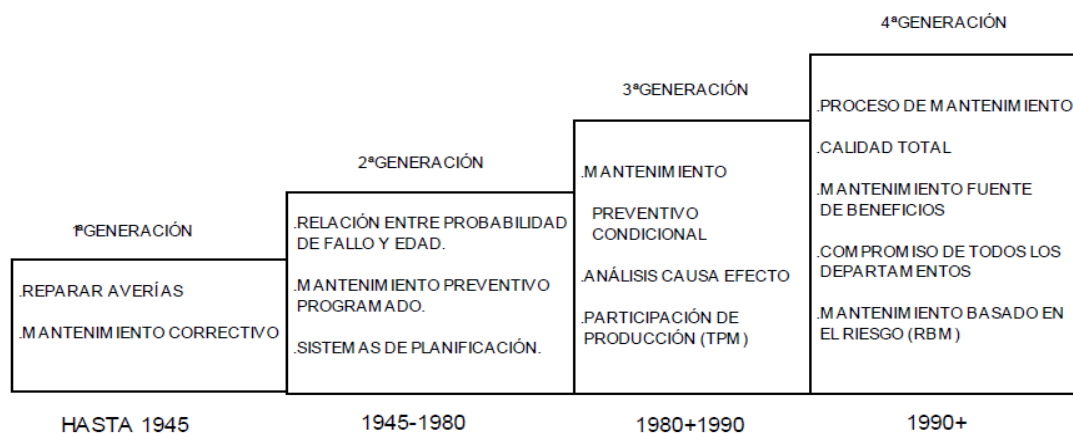 1ªGENERACIÓN
.REPARAR AVERÍAS
.MANTENIMIENTO CORRECTIVO
HASTA 1945
2ªGENERACIÓN
.RELACIÓN ENTRE PROBABILIDAD
DE FALLO Y EDAD.
.MANTENIMIENTO PREVENTIVO
PROGRAMADO.
.SISTEMAS DE PLANIFICACIÓN.
1945-1980
3ªGENERACIÓN
.MANTENIMIENTO
PREVENTIVO
CONDICIONAL
.ANÁLISIS CAUSA EFECTO
.PARTICIPACIÓN DE
PRODUCCIÓN (TPM)
1980+1990
4ªGENERACIÓN
.PROCESO DE MANTENIMIENTO
.CALIDAD TOTAL
.MANTENIMIENTO FUENTE
DE BENEFICIOS
.COMPROMISO DE TODOS LOS
DEPARTAMENTOS
.MANTENIMIENTO BASADO EN
EL RIESGO (RBM)
1990+